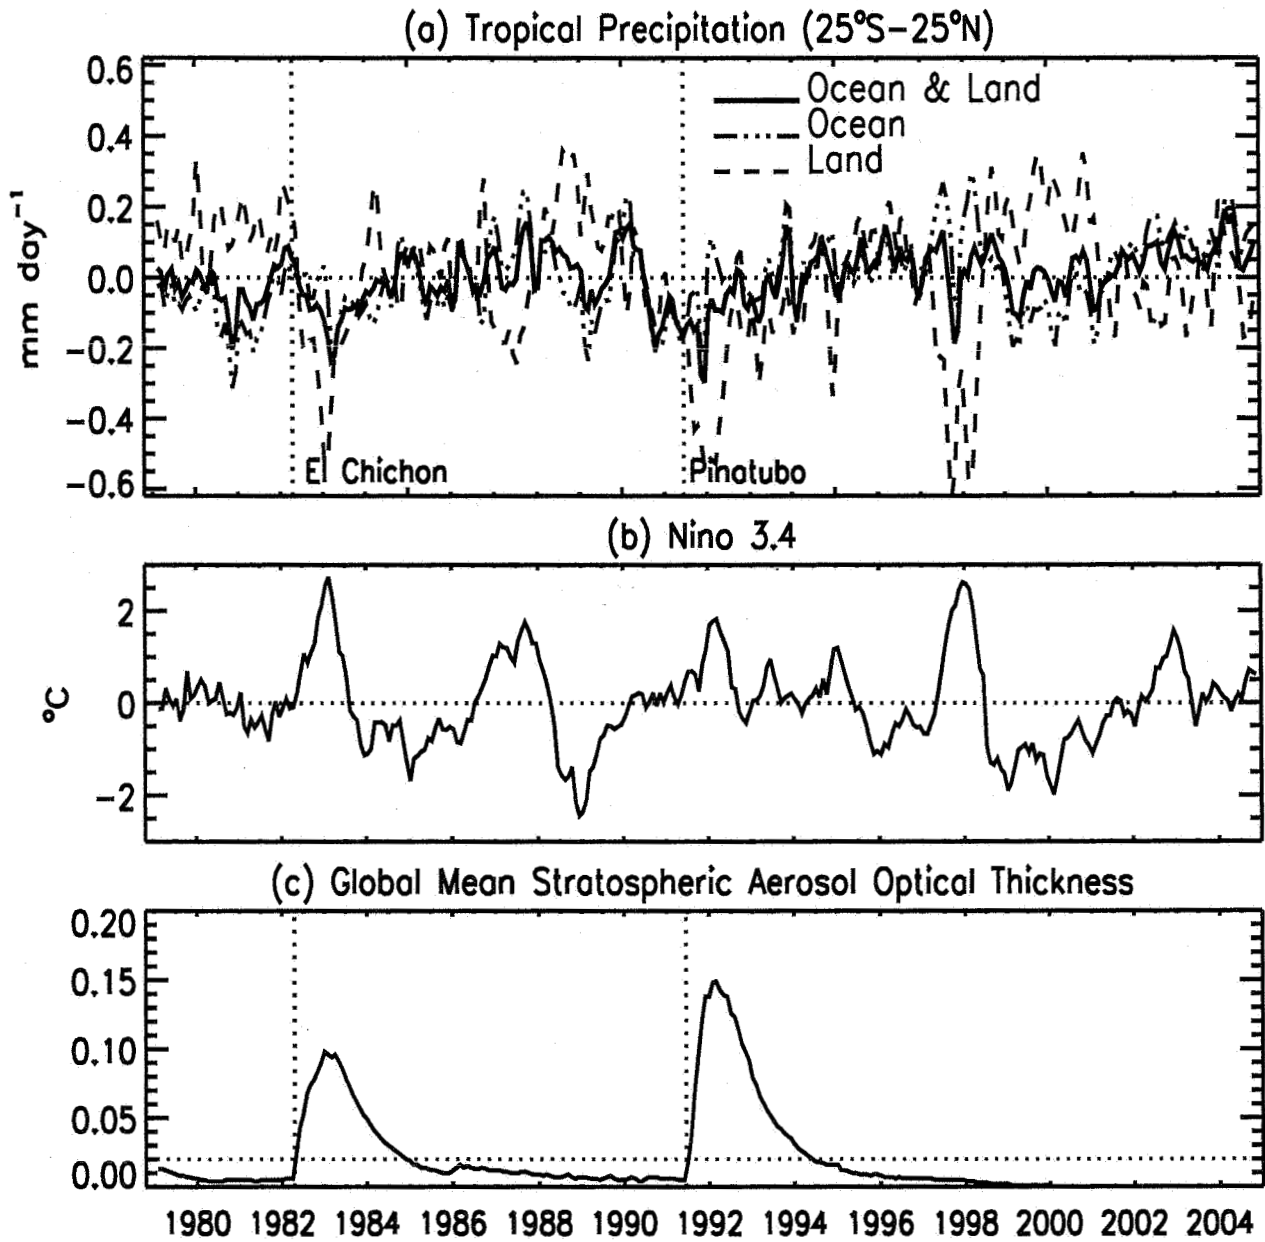 (a) Tropical Precipitation (25°S−25°N)
0.6
0.4
0.2
0.0
−0.2
−0.4
−0.6
mm day⁻¹
Ocean & Land
Ocean
Land
El Chichon
Pinatubo
(b) Nino 3.4
2
0
−2
°C
(c) Global Mean Stratospheric Aerosol Optical Thickness
0.20
0.15
0.10
0.05
0.00
1980 1982 1984 1986 1988 1990 1992 1994 1996 1998 2000 2002 2004